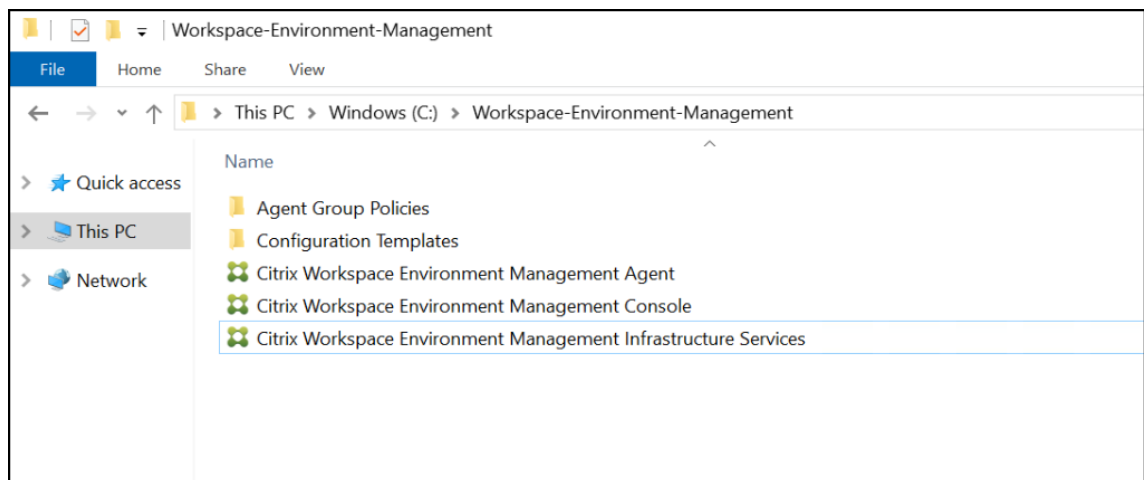 Workspace-Environment-Management
File Home Share View
This PC > Windows (C:) > Workspace-Environment-Management
Name
Quick access
Agent Group Policies
This PC
Configuration Templates
Citrix Workspace Environment Management Agent
Network
Citrix Workspace Environment Management Console
Citrix Workspace Environment Management Infrastructure Services